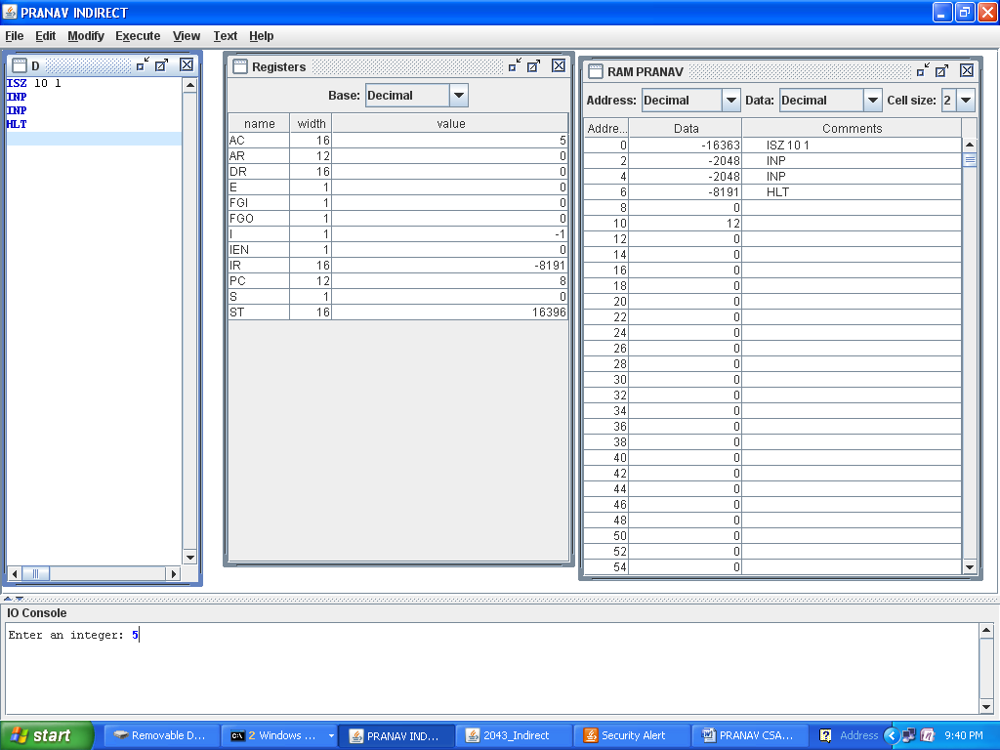 PRANAV INDIRECT
File Edit Modify Execute View Text Help
D
ISZ 10 1
INP
INP
HLT
Registers
Base: Decimal
name width value
AC 16 5
AR 12 0
DR 16 0
E 1 0
FGI 1 0
FGO 1 0
I 1 -1
IEN 1 0
IR 16 -8191
PC 12 8
S 1 0
ST 16 16396
RAM PRANAV
Address: Decimal Data: Decimal Cell size: 2
Addre... Data Comments
0 -16363 ISZ 10 1
2 -2048 INP
4 -2048 INP
6 -8191 HLT
8 0
10 12
12 0
14 0
16 0
18 0
20 0
22 0
24 0
26 0
28 0
30 0
32 0
34 0
36 0
38 0
40 0
42 0
44 0
46 0
48 0
50 0
52 0
54 0
IO Console
Enter an integer: 5
start Removable D... 2 Windows ... PRANAV IND... 2043_Indirect Security Alert PRANAV CSA... Address 9:40 PM